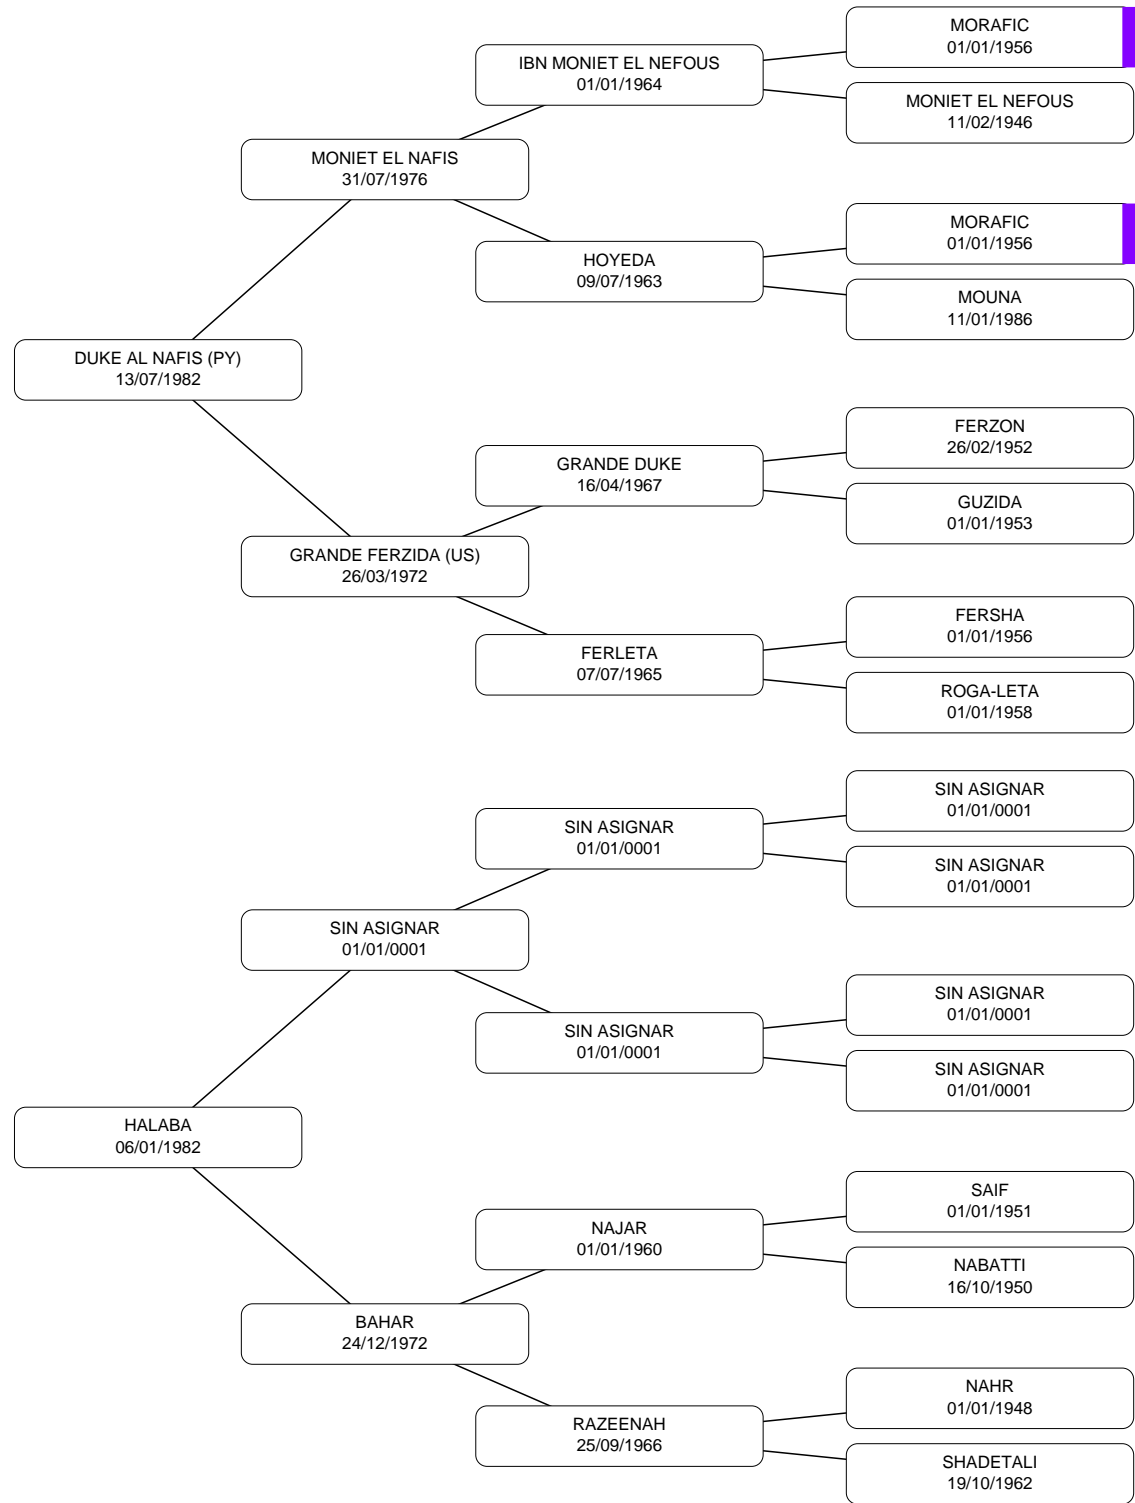 MORAFIC
01/01/1956
IBN MONIET EL NEFOUS
01/01/1964
MONIET EL NEFOUS
11/02/1946
MONIET EL NAFIS
31/07/1976
MORAFIC
01/01/1956
HOYEDA
09/07/1963
MOUNA
11/01/1986
DUKE AL NAFIS (PY)
13/07/1982
FERZON
26/02/1952
GRANDE DUKE
16/04/1967
GUZIDA
01/01/1953
GRANDE FERZIDA (US)
26/03/1972
FERSHA
01/01/1956
FERLETA
07/07/1965
ROGA-LETA
01/01/1958
SIN ASIGNAR
01/01/0001
SIN ASIGNAR
01/01/0001
SIN ASIGNAR
01/01/0001
SIN ASIGNAR
01/01/0001
SIN ASIGNAR
01/01/0001
SIN ASIGNAR
01/01/0001
SIN ASIGNAR
01/01/0001
HALABA
06/01/1982
SAIF
01/01/1951
NAJAR
01/01/1960
NABATTI
16/10/1950
BAHAR
24/12/1972
NAHR
01/01/1948
RAZEENAH
25/09/1966
SHADETALI
19/10/1962